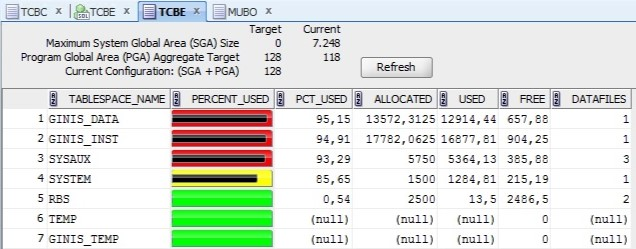 TCBC x TCBE x TCBE x MUBO x
Target Current
Maximum System Global Area (SGA) Size 0 7.248
Program Global Area (PGA) Aggregate Target 128 118
Current Configuration: (SGA + PGA) 128
Refresh
TABLESPACE_NAME PERCENT_USED PCT_USED ALLOCATED USED FREE DATAFILES
1 GINIS_DATA 95,15 13572,3125 12914,44 657,88 1
2 GINIS_INST 94,91 17782,0625 16877,81 904,25 1
3 SYSAUX 93,29 5750 5364,13 385,88 3
4 SYSTEM 85,65 1500 1284,81 215,19 1
5 RBS 0,54 2500 13,5 2486,5 2
6 TEMP (null) (null) (null) 0 (null)
7 GINIS_TEMP (null) (null) (null) 0 (null)